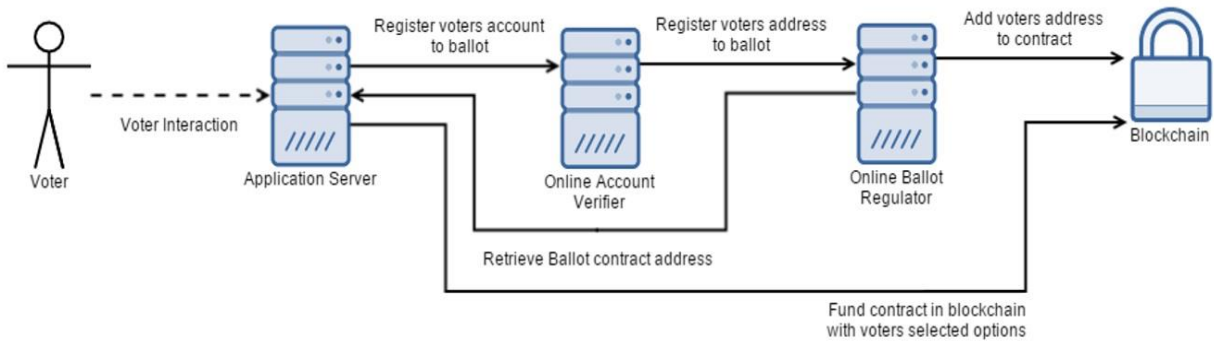 Register voters account
to ballot
Register voters address
to ballot
Add voters address
to contract
Voter Interaction
Voter
Application Server
Online Account
Verifier
Online Ballot
Regulator
Blockchain
Retrieve Ballot contract address
Fund contract in blockchain
with voters selected options